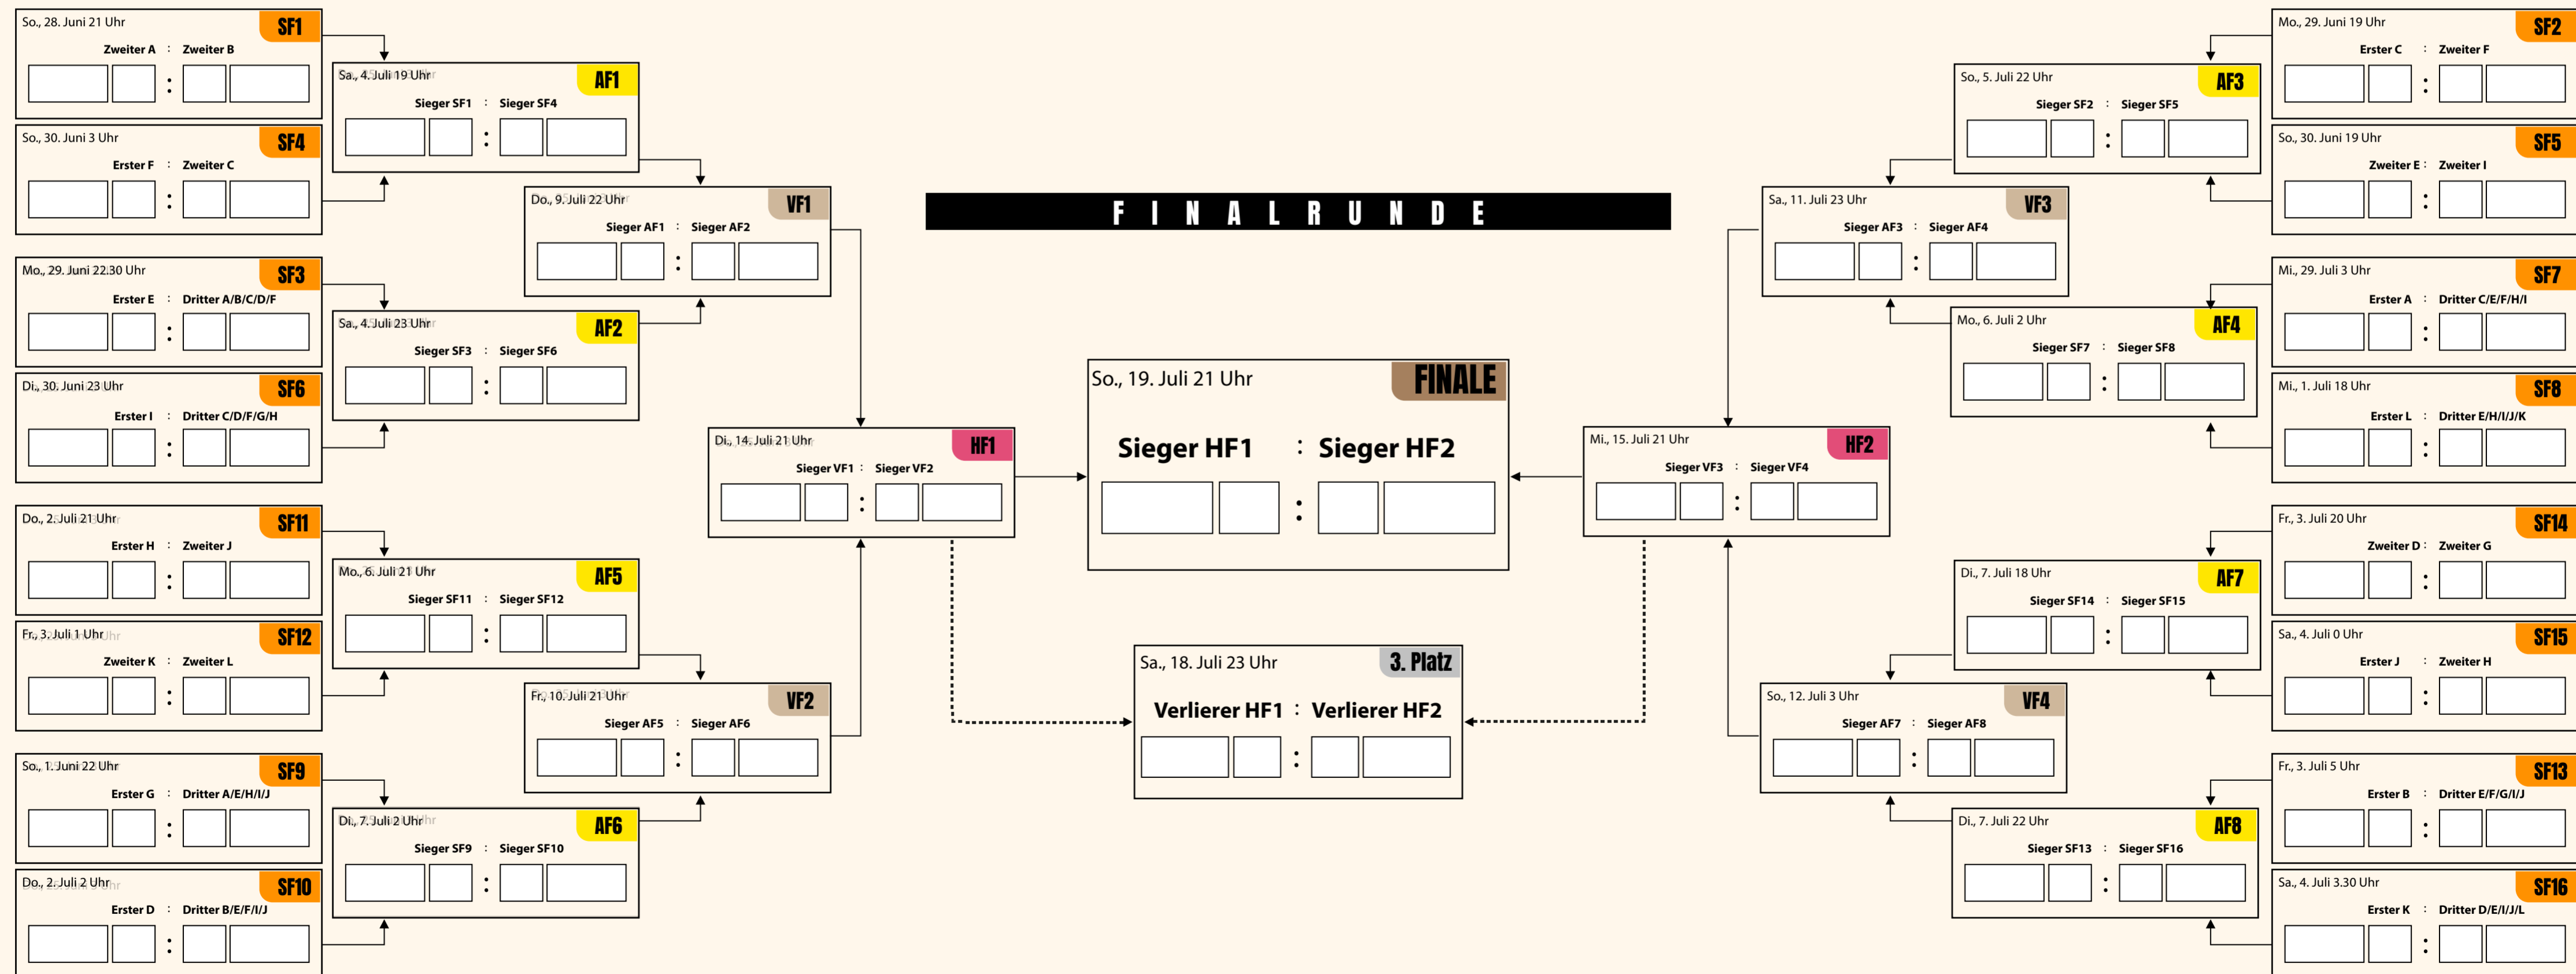 So., 28. Juni 21 Uhr SF1
Zweiter A : Zweiter B
:
So., 30. Juni 3 Uhr SF4
Erster F : Zweiter C
:
Sa., 4. Juli 19 Uhr AF1
Sieger SF1 : Sieger SF4
:
Mo., 29. Juni 22.30 Uhr SF3
Erster E : Dritter A/B/C/D/F
:
Di., 30. Juni 23 Uhr SF6
Erster I : Dritter C/D/F/G/H
:
Sa., 4. Juli 23 Uhr AF2
Sieger SF3 : Sieger SF6
:
Do., 9. Juli 22 Uhr VF1
Sieger AF1 : Sieger AF2
:
Do., 2. Juli 21 Uhr SF11
Erster H : Zweiter J
:
Fr., 3. Juli 1 Uhr SF12
Zweiter K : Zweiter L
:
Mo., 6. Juli 21 Uhr AF5
Sieger SF11 : Sieger SF12
:
So., 1. Juni 22 Uhr SF9
Erster G : Dritter A/E/H/I/J
:
Do., 2. Juli 2 Uhr SF10
Erster D : Dritter B/E/F/I/J
:
Di., 7. Juli 2 Uhr AF6
Sieger SF9 : Sieger SF10
:
Fr., 10. Juli 21 Uhr VF2
Sieger AF5 : Sieger AF6
:
Di., 14. Juli 21 Uhr HF1
Sieger VF1 : Sieger VF2
:
FINALRUNDE
So., 19. Juli 21 Uhr FINALE
Sieger HF1 : Sieger HF2
:
Sa., 18. Juli 23 Uhr 3. Platz
Verlierer HF1 : Verlierer HF2
:
Mi., 15. Juli 21 Uhr HF2
Sieger VF3 : Sieger VF4
:
Sa., 11. Juli 23 Uhr VF3
Sieger AF3 : Sieger AF4
:
So., 12. Juli 3 Uhr VF4
Sieger AF7 : Sieger AF8
:
So., 5. Juli 22 Uhr AF3
Sieger SF2 : Sieger SF5
:
Mo., 6. Juli 2 Uhr AF4
Sieger SF7 : Sieger SF8
:
Di., 7. Juli 18 Uhr AF7
Sieger SF14 : Sieger SF15
:
Di., 7. Juli 22 Uhr AF8
Sieger SF13 : Sieger SF16
:
Mo., 29. Juni 19 Uhr SF2
Erster C : Zweiter F
:
So., 30. Juni 19 Uhr SF5
Zweiter E : Zweiter I
:
Mi., 29. Juli 3 Uhr SF7
Erster A : Dritter C/E/F/H/I
:
Mi., 1. Juli 18 Uhr SF8
Erster L : Dritter E/H/I/J/K
:
Fr., 3. Juli 20 Uhr SF14
Zweiter D : Zweiter G
:
Sa., 4. Juli 0 Uhr SF15
Erster J : Zweiter H
:
Fr., 3. Juli 5 Uhr SF13
Erster B : Dritter E/F/G/I/J
:
Sa., 4. Juli 3.30 Uhr SF16
Erster K : Dritter D/E/I/J/L
: